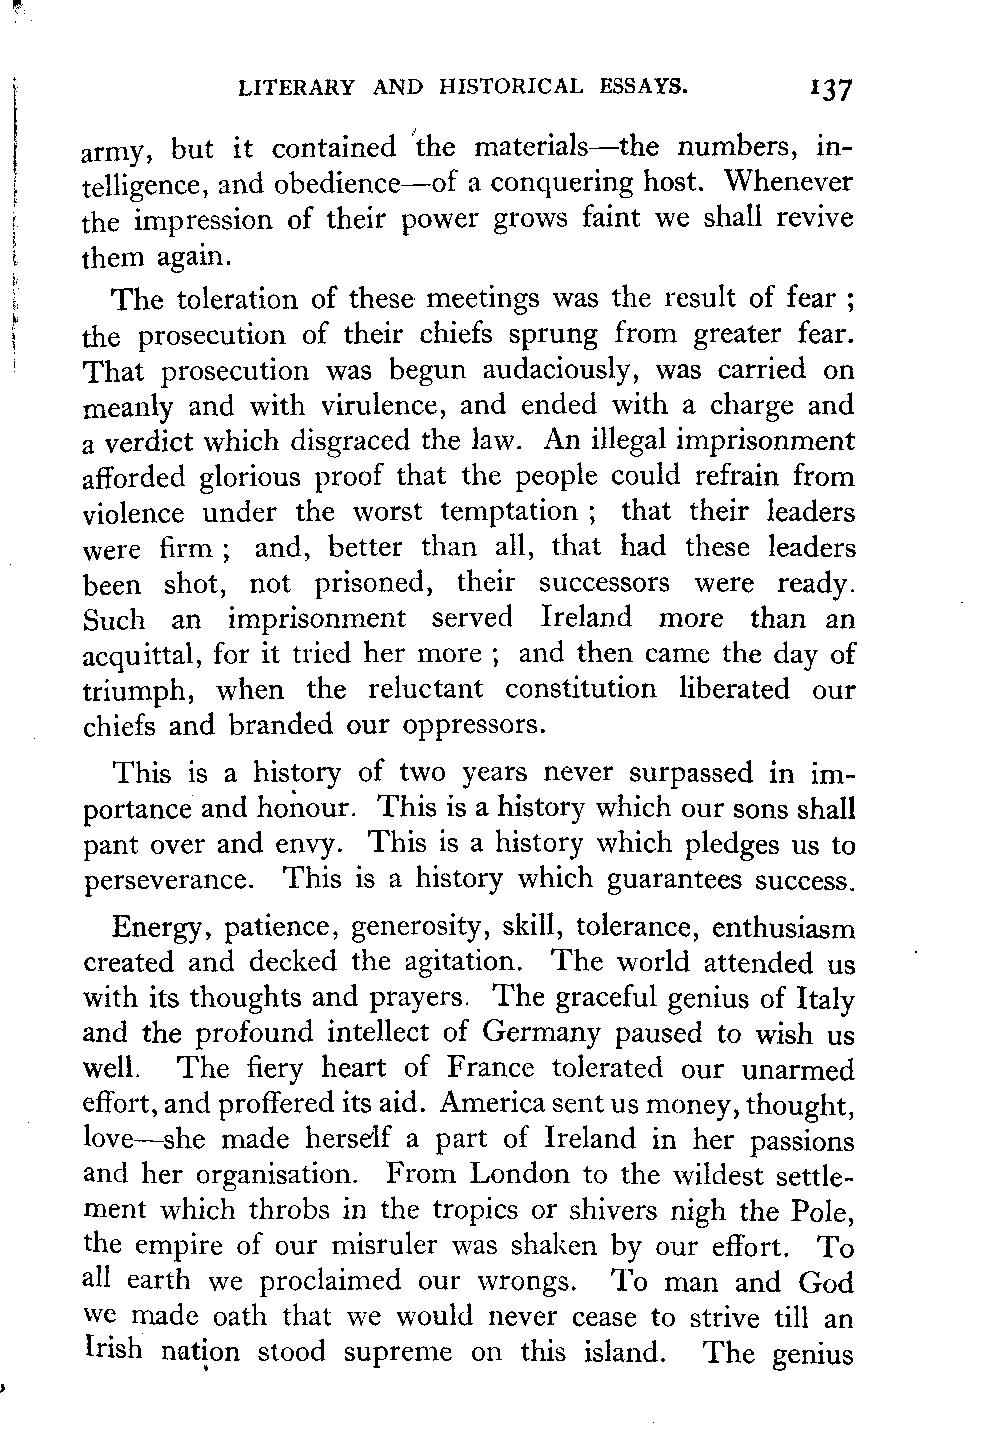 LITERARY AND HISTORICAL ESSAYS. 137
army, but it contained the materials—the numbers, in-
telligence, and obedience—of a conquering host. Whenever
the impression of their power grows faint we shall revive
them again.
The toleration of these meetings was the result of fear ;
the prosecution of their chiefs sprung from greater fear.
That prosecution was begun audaciously, was carried on
meanly and with virulence, and ended with a charge and
a verdict which disgraced the law. An illegal imprisonment
afforded glorious proof that the people could refrain from
violence under the worst temptation ; that their leaders
were firm ; and, better than all, that had these leaders
been shot, not prisoned, their successors were ready.
Such an imprisonment served Ireland more than an
acquittal, for it tried her more ; and then came the day of
triumph, when the reluctant constitution liberated our
chiefs and branded our oppressors.
This is a history of two years never surpassed in im-
portance and honour. This is a history which our sons shall
pant over and envy. This is a history which pledges us to
perseverance. This is a history which guarantees success.
Energy, patience, generosity, skill, tolerance, enthusiasm
created and decked the agitation. The world attended us
with its thoughts and prayers. The graceful genius of Italy
and the profound intellect of Germany paused to wish us
well. The fiery heart of France tolerated our unarmed
effort, and proffered its aid. America sent us money, thought,
love—she made herself a part of Ireland in her passions
and her organisation. From London to the wildest settle-
ment which throbs in the tropics or shivers nigh the Pole,
the empire of our misruler was shaken by our effort. To
all earth we proclaimed our wrongs. To man and God
we made oath that we would never cease to strive till an
Irish nation stood supreme on this island. The genius